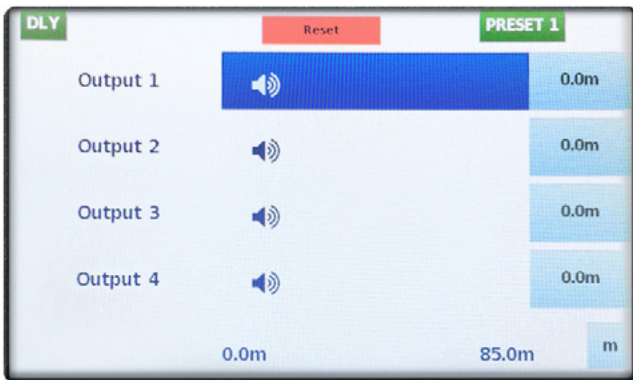 DLY Reset PRESET 1
Output 1 0.0m
Output 2 0.0m
Output 3 0.0m
Output 4 0.0m
0.0m 85.0m m